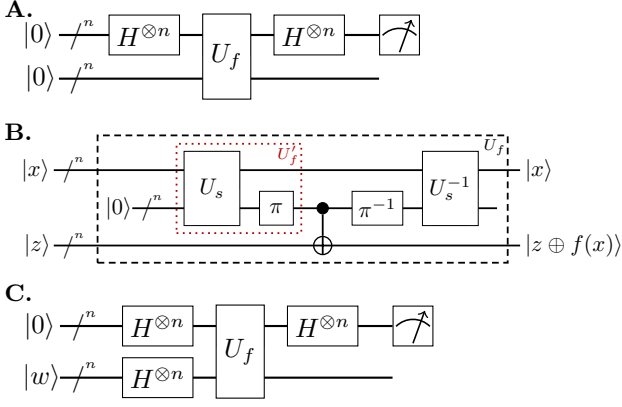 A.
|0⟩ n H⊗n U_f H⊗n
|0⟩ n
B.
U_f
U′_f
|x⟩ n U_s U_s^{-1} |x⟩
|0⟩ n π π^{-1}
|z⟩ n |z ⊕ f(x)⟩
C.
|0⟩ n H⊗n U_f H⊗n
|w⟩ n H⊗n